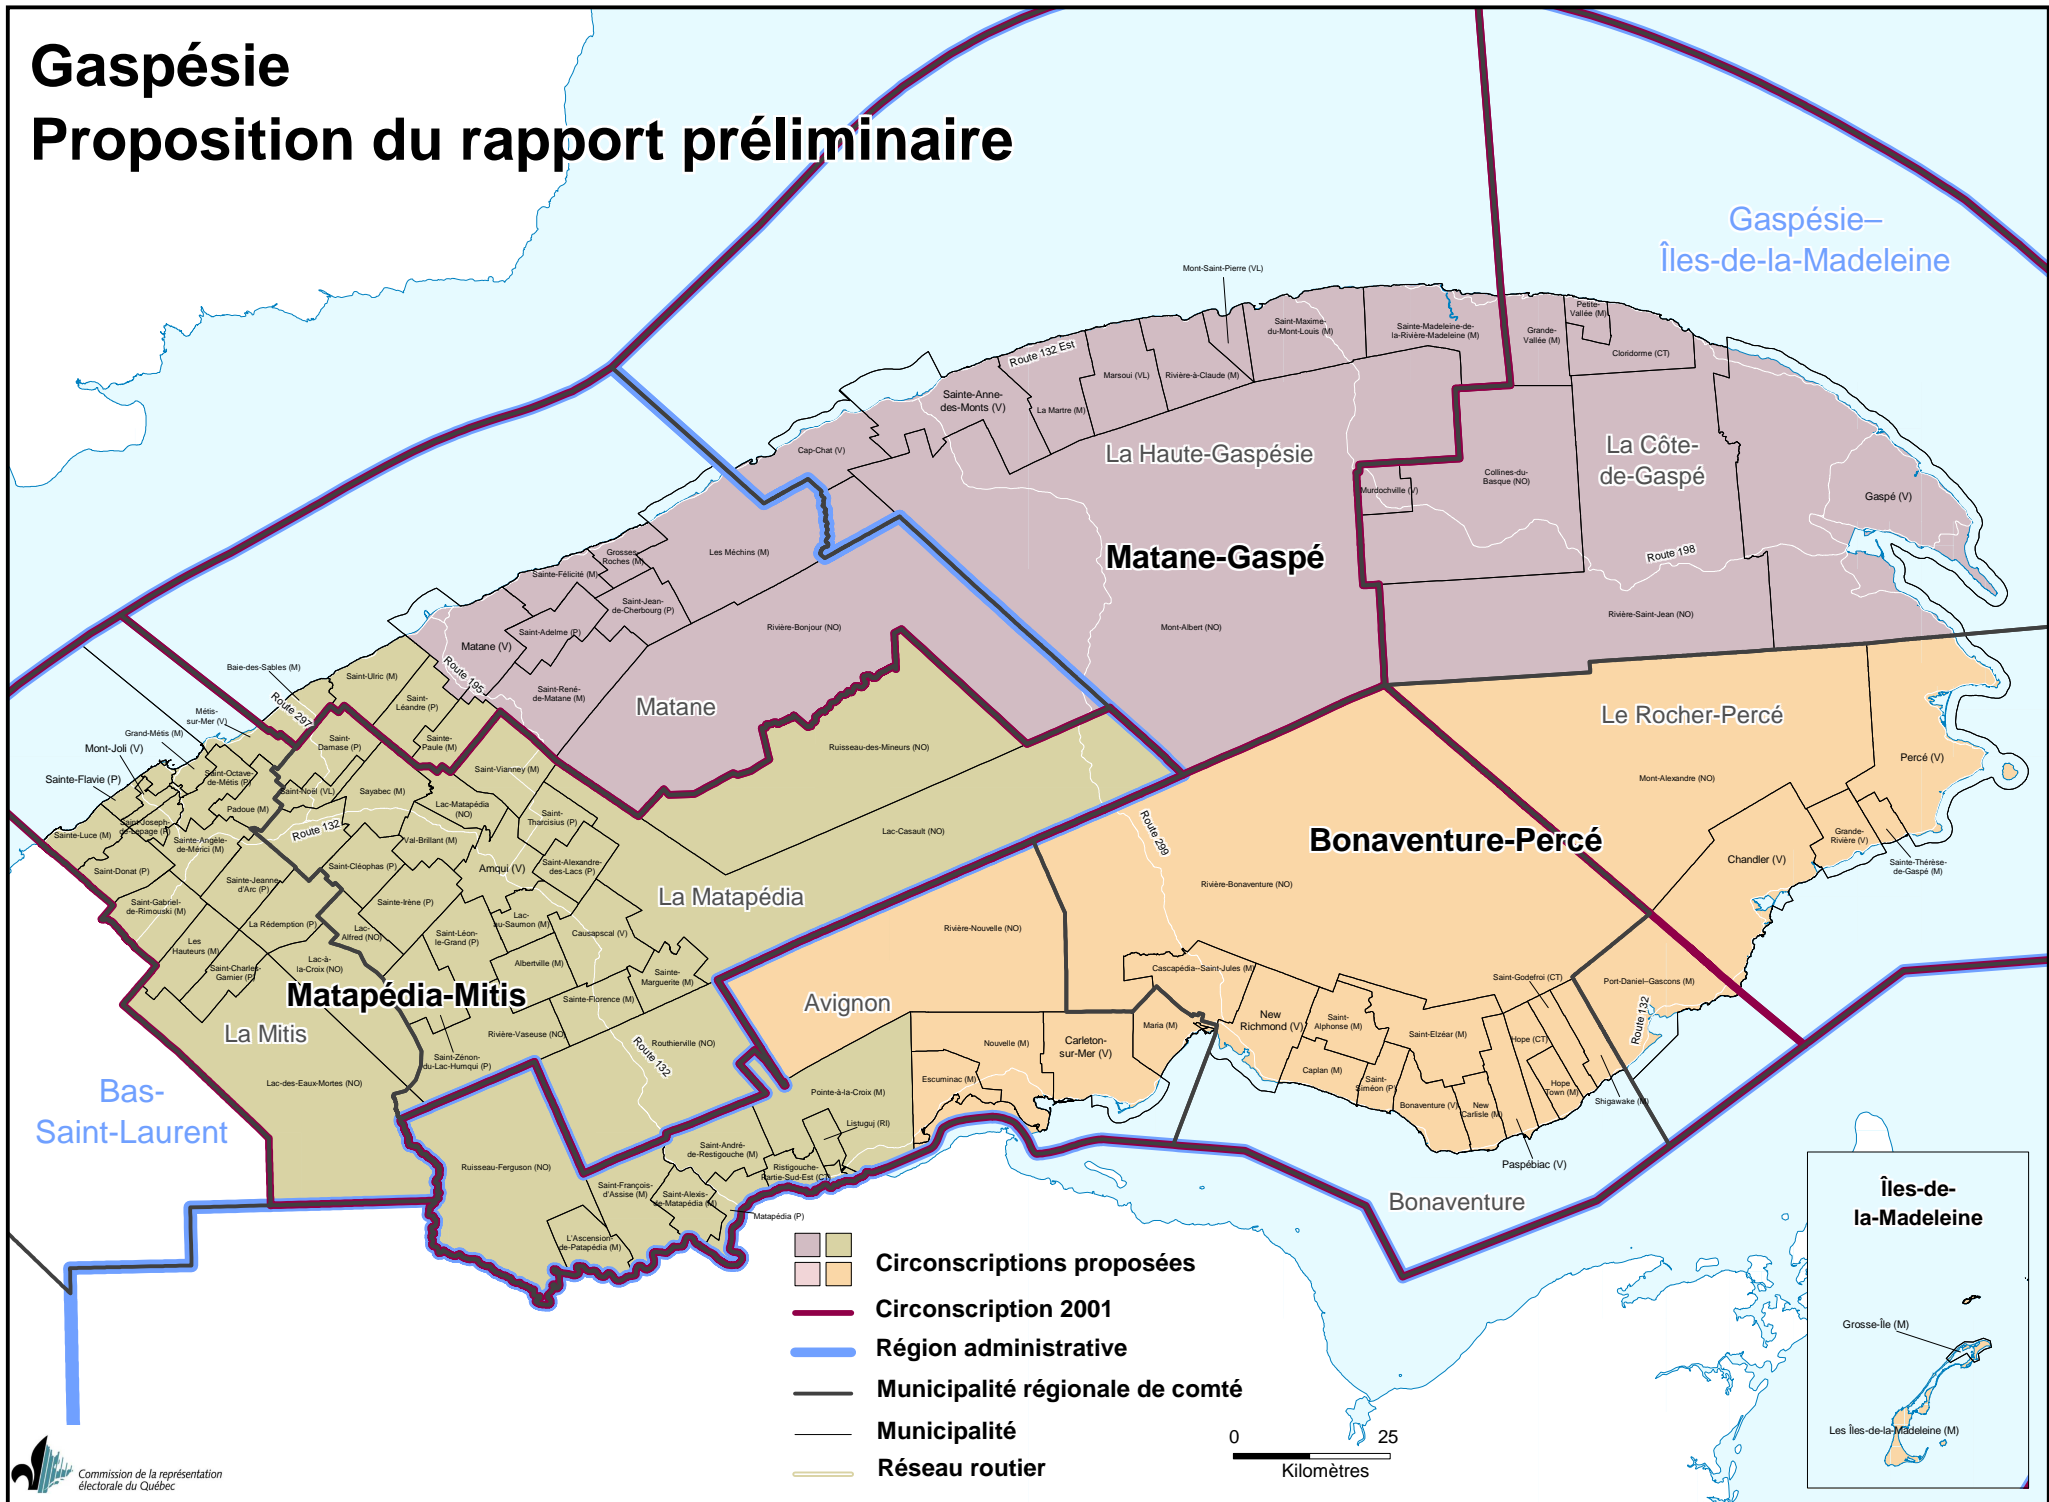 Gaspésie
Proposition du rapport préliminaire
Gaspésie–
Îles-de-la-Madeleine
Mont-Saint-Pierre (VL)
Saint-Maxime-
du-Mont-Louis (M)
Sainte-Madeleine-de-
la-Rivière-Madeleine (M)
Grande-
Vallée (M)
Petite-
Vallée (M)
Cloridorme (CT)
Route 132 Est
Marsoui (VL)
Rivière-à-Claude (M)
La Martre (M)
Sainte-Anne-
des-Monts (V)
Cap-Chat (V)
La Haute-Gaspésie
La Côte-
de-Gaspé
Collines-du-
Basque (NO)
Murdochville (V)
Gaspé (V)
Route 198
Matane-Gaspé
Les Méchins (M)
Grosses-
Roches (M)
Sainte-Félicité (M)
Saint-Jean-
de-Cherbourg (P)
Saint-Adelme (P)
Matane (V)
Rivière-Bonjour (NO)
Mont-Albert (NO)
Rivière-Saint-Jean (NO)
Route 195
Saint-René-
de-Matane (M)
Matane
Baie-des-Sables (M)
Saint-Ulric (M)
Saint-
Léandre (P)
Route 297
Métis-
sur-Mer (V)
Grand-Métis (M)
Mont-Joli (V)
Sainte-Flavie (P)
Saint-
Damase (P)
Sainte-
Paule (M)
Saint-Octave-
de-Métis (P)
Saint-Noël (VL)
Sayabec (M)
Saint-Vianney (M)
Ruisseau-des-Mineurs (NO)
Le Rocher-Percé
Percé (V)
Mont-Alexandre (NO)
Padoue (M)
Lac-Matapédia
(NO)
Saint-
Tharcisius (P)
Lac-Casault (NO)
Sainte-Luce (M)
Saint-Joseph-
de-Lepage (P)
Sainte-Angèle-
de-Mérici (M)
Route 132
Val-Brillant (M)
Route 299
Bonaventure-Percé
Grande-
Rivière (V)
Sainte-Thérèse-
de-Gaspé (M)
Chandler (V)
Saint-Donat (P)
Saint-Cléophas (P)
Amqui (V)
Saint-Alexandre-
des-Lacs (P)
Sainte-Jeanne-
d'Arc (P)
Saint-Gabriel-
de-Rimouski (M)
Sainte-Irène (P)
La Matapédia
Rivière-Bonaventure (NO)
La Rédemption (P)
Lac-
Alfred (NO)
Lac-
au-Saumon (M)
Saint-Léon-
le-Grand (P)
Causapscal (V)
Rivière-Nouvelle (NO)
Les
Hauteurs (M)
Saint-Charles-
Garnier (P)
Lac-à-
la-Croix (NO)
Albertville (M)
Sainte-
Marguerite (M)
Cascapédia–Saint-Jules (M)
Saint-Godefroi (CT)
Port-Daniel–Gascons (M)
Matapédia-Mitis
Sainte-Florence (M)
Avignon
La Mitis
Rivière-Vaseuse (NO)
Routhierville (NO)
Route 132
Saint-Zénon-
du-Lac-Humqui (P)
Lac-des-Eaux-Mortes (NO)
Nouvelle (M)
Carleton-
sur-Mer (V)
Maria (M)
New
Richmond (V)
Saint-
Alphonse (M)
Saint-Elzéar (M)
Hope (CT)
Route 132
Escuminac (M)
Caplan (M)
Saint-
Siméon (P)
Bonaventure (V)
New
Carlisle (M)
Hope
Town (M)
Shigawake (M)
Paspébiac (V)
Bas-
Saint-Laurent
Pointe-à-la-Croix (M)
Listuguj (RI)
Saint-André-
de-Restigouche (M)
Ristigouche-
Partie-Sud-Est (CT)
Ruisseau-Ferguson (NO)
Saint-François-
d'Assise (M)
Saint-Alexis-
de-Matapédia (M)
Matapédia (P)
L'Ascension-
de-Patapédia (M)
Bonaventure
Îles-de-
la-Madeleine
Grosse-Île (M)
Les Îles-de-la-Madeleine (M)
Circonscriptions proposées
Circonscription 2001
Région administrative
Municipalité régionale de comté
Municipalité
Réseau routier
0 25
Kilomètres
Commission de la représentation
électorale du Québec